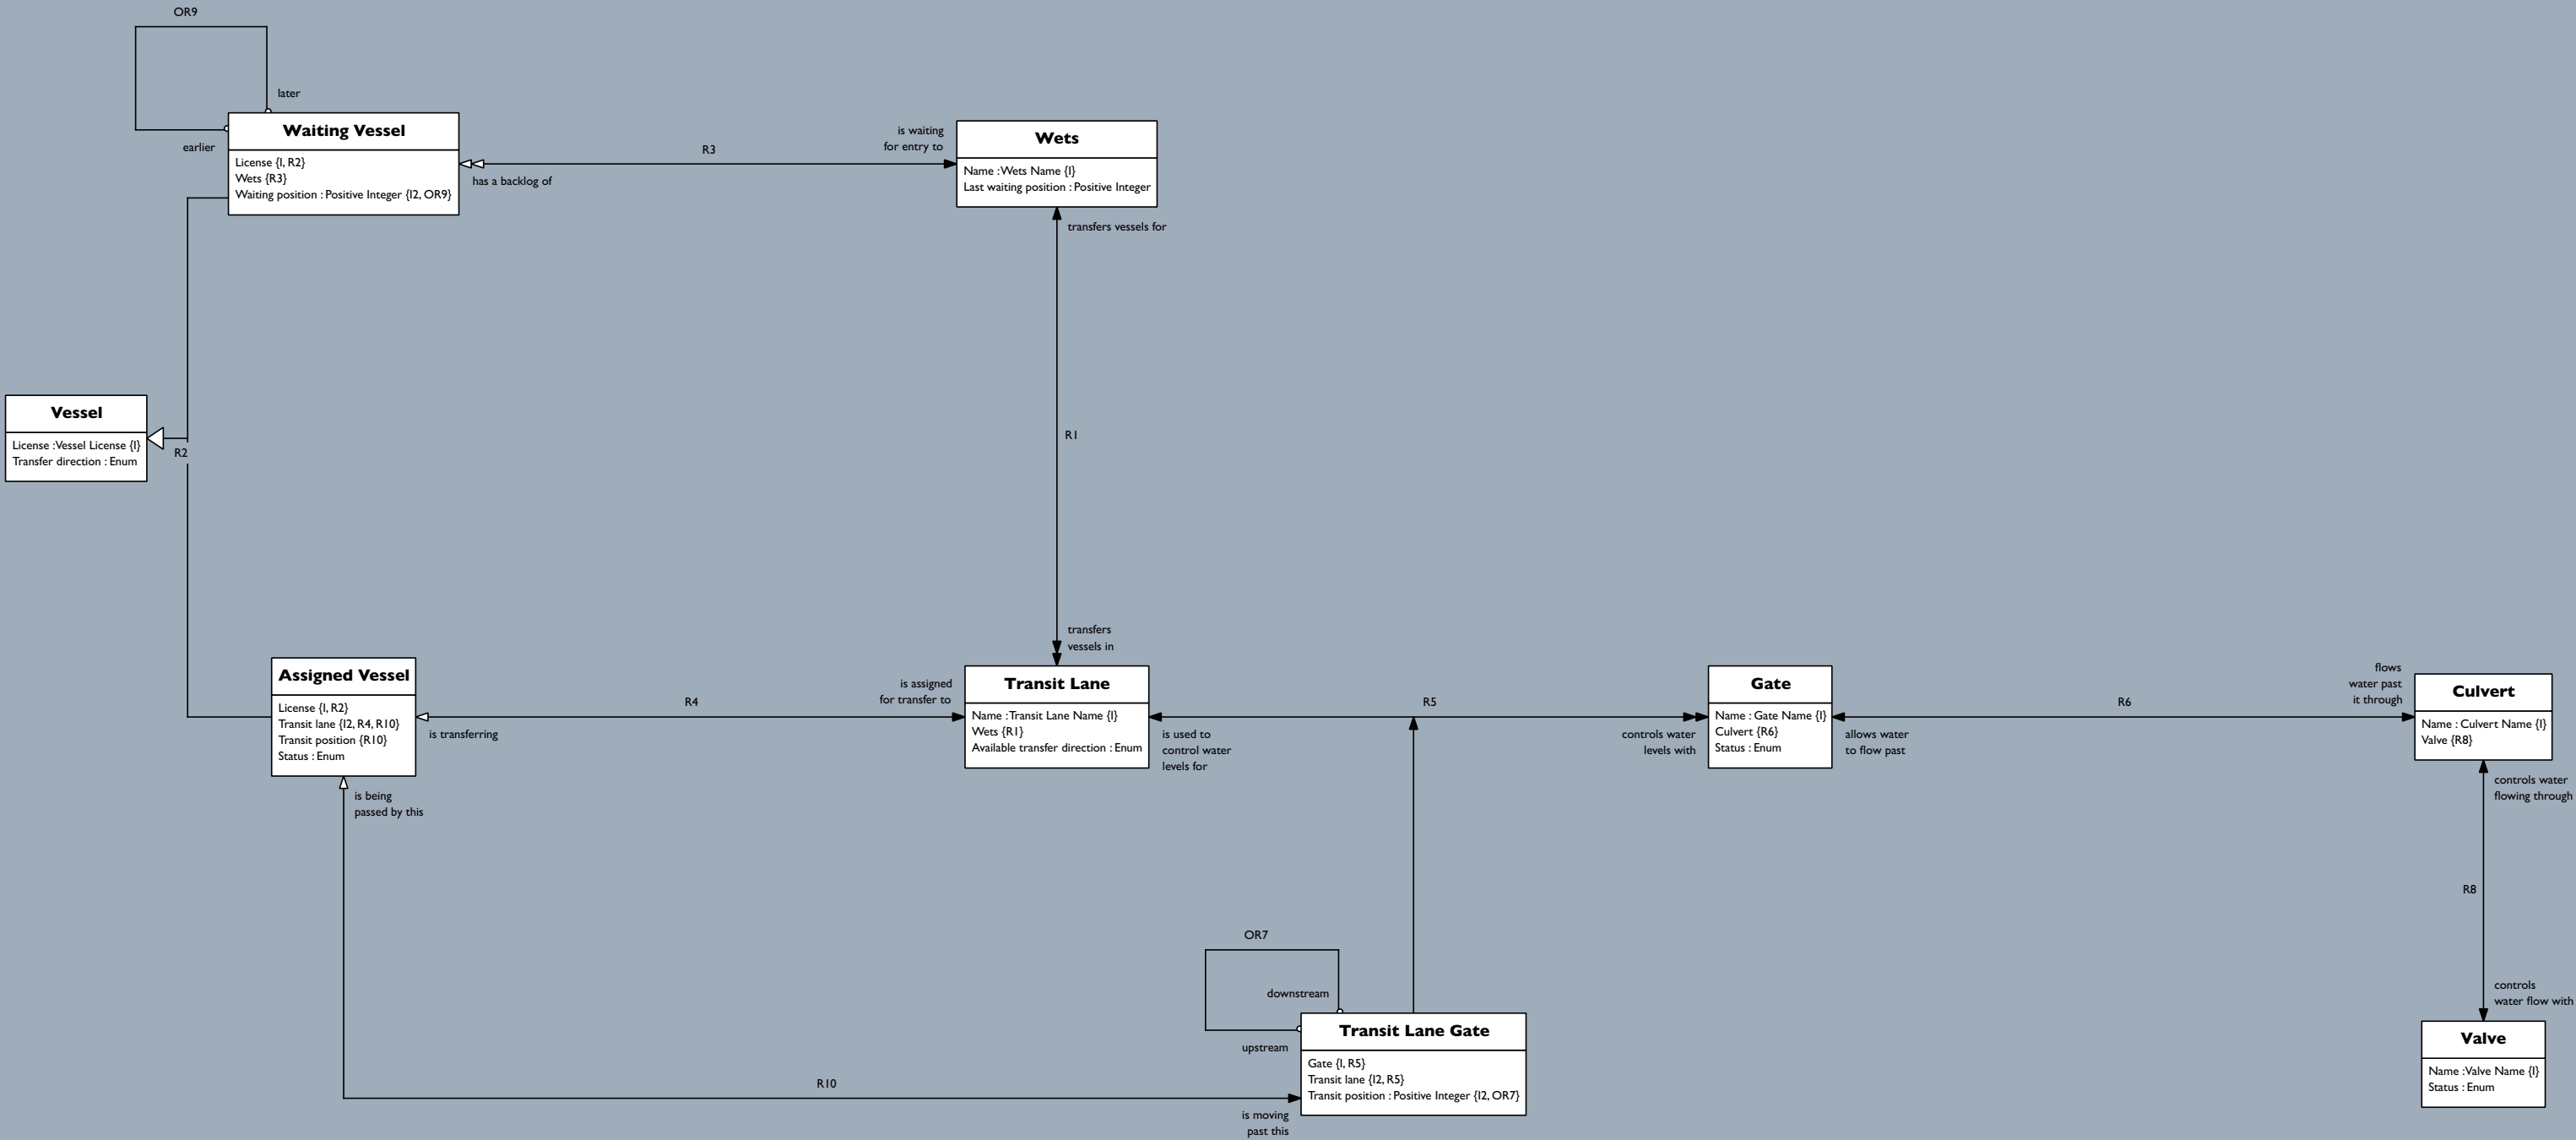 OR9
later
Waiting Vessel
earlier
License {I, R2}
Wets {R3}
Waiting position : Positive Integer {I2, OR9}
R3
has a backlog of
is waiting
for entry to
Wets
Name : Wets Name {I}
Last waiting position : Positive Integer
transfers vessels for
R1
transfers
vessels in
Vessel
License : Vessel License {I}
Transfer direction : Enum
R2
Assigned Vessel
License {I, R2}
Transit lane {I2, R4, R10}
Transit position {R10}
Status : Enum
is transferring
R4
is assigned
for transfer to
Transit Lane
Name : Transit Lane Name {I}
Wets {R1}
Available transfer direction : Enum
is used to
control water
levels for
R5
controls water
levels with
Gate
Name : Gate Name {I}
Culvert {R6}
Status : Enum
allows water
to flow past
R6
flows
water past
it through
Culvert
Name : Culvert Name {I}
Valve {R8}
controls water
flowing through
R8
controls
water flow with
Valve
Name : Valve Name {I}
Status : Enum
is being
passed by this
R10
is moving
past this
OR7
downstream
upstream
Transit Lane Gate
Gate {I, R5}
Transit lane {I2, R5}
Transit position : Positive Integer {I2, OR7}